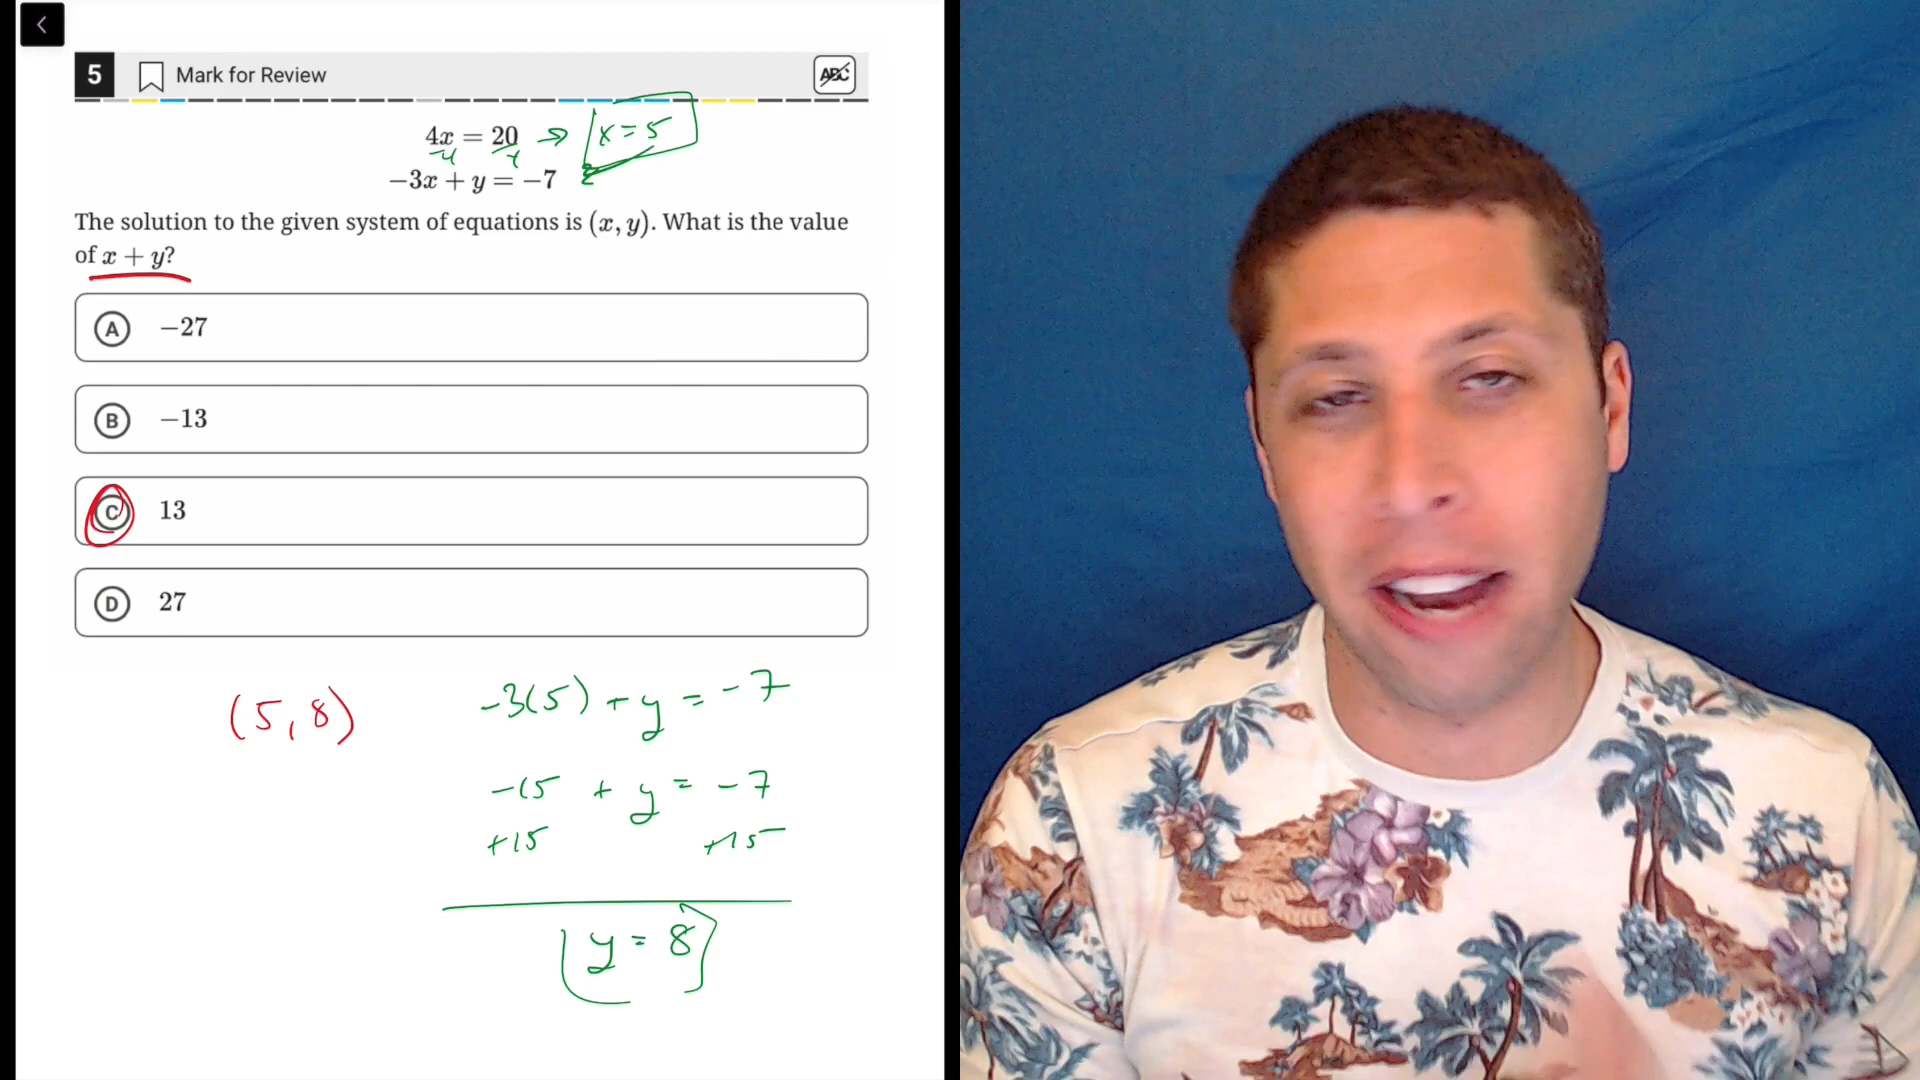 5 Mark for Review ABC
4x = 20 → x = 5
-4 -4
−3x + y = −7
The solution to the given system of equations is (x, y). What is the value
of x + y?
A −27
B −13
C 13
D 27
(5, 8) -3(5) + y = -7
-15 + y = -7
+15 +15
y = 8